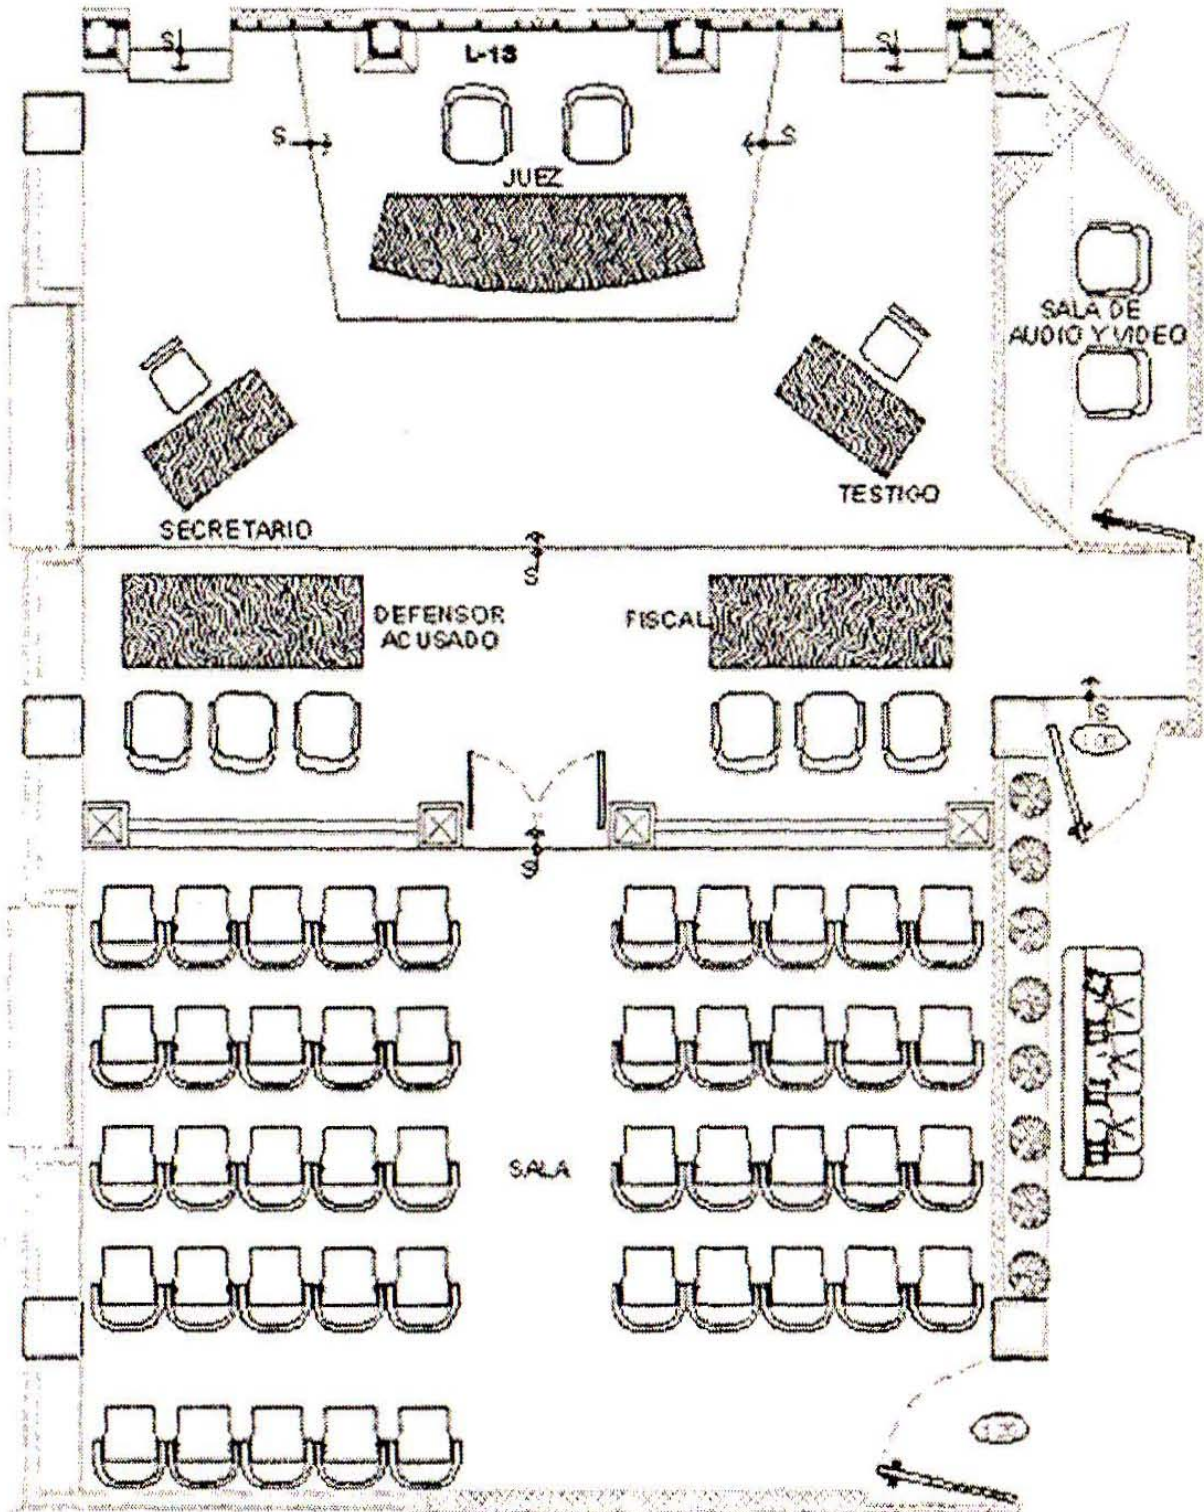 S
S
L-13
S
S
JUEZ
SALA DE
AUDIO Y VIDEO
TESTIGO
SECRETARIO
S
DEFENSOR
ACUSADO
FISCAL
S
S
SALA